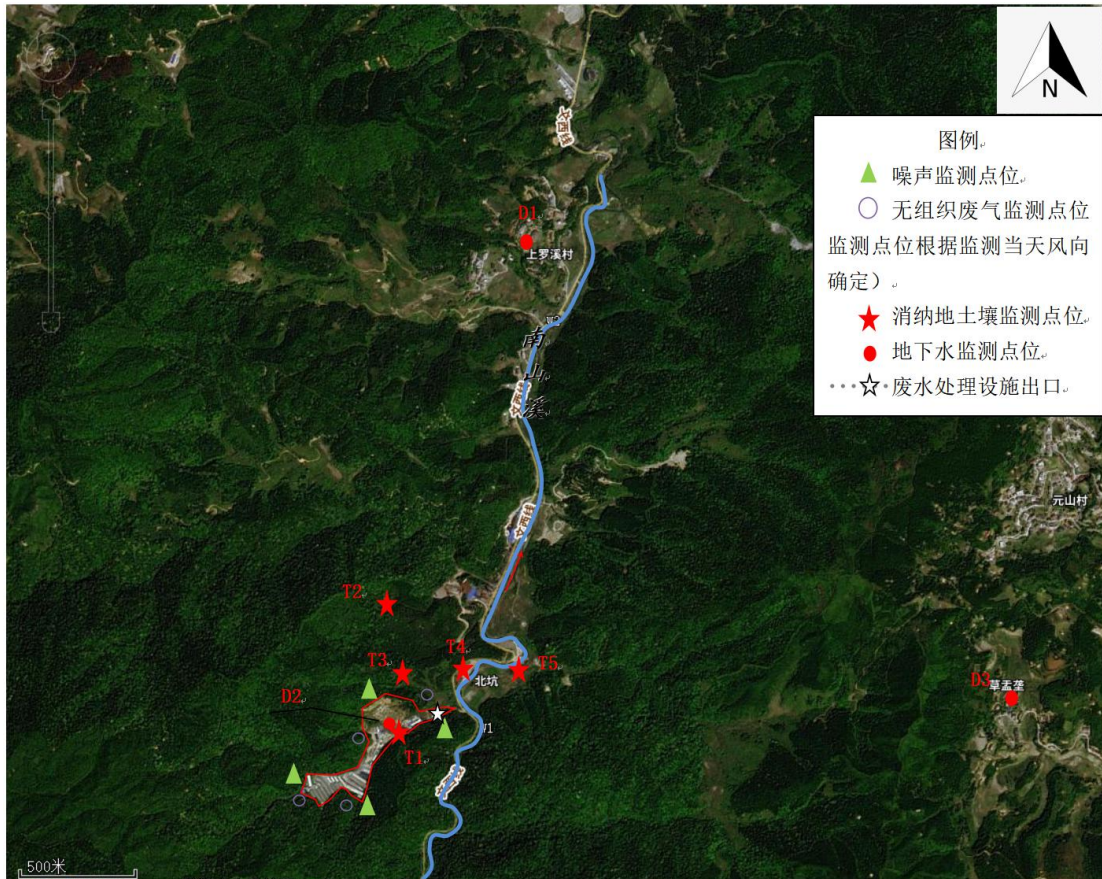 N
图例
噪声监测点位
无组织废气监测点位
监测点位根据监测当天风向
确定）
消纳地土壤监测点位
地下水监测点位
废水处理设施出口
D1
上罗溪村
南山溪
元山村
T2
T3
T4
T5
北坑
D2
T1
D3
草盂垄
500米